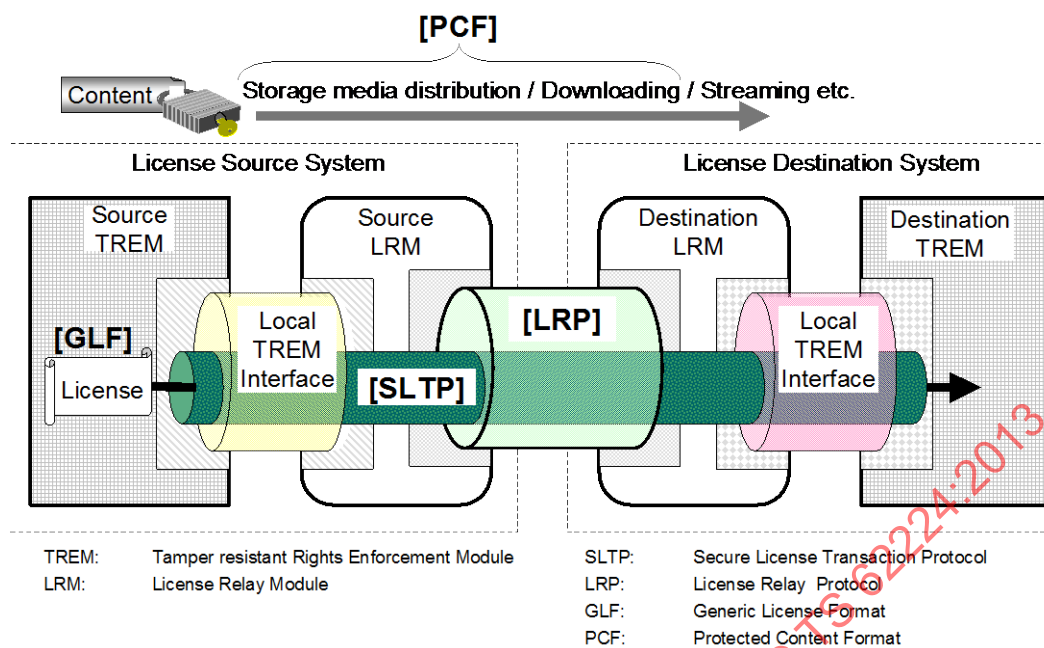 [PCF]
Content
Storage media distribution / Downloading / Streaming etc.
License Source System
License Destination System
Source
TREM
Source
LRM
Destination
LRM
Destination
TREM
[GLF]
License
Local
TREM
Interface
[SLTP]
[LRP]
Local
TREM
Interface
TREM: Tamper resistant Rights Enforcement Module
LRM: License Relay Module
SLTP: Secure License Transaction Protocol
LRP: License Relay Protocol
GLF: Generic License Format
PCF: Protected Content Format
TS 62224:2013